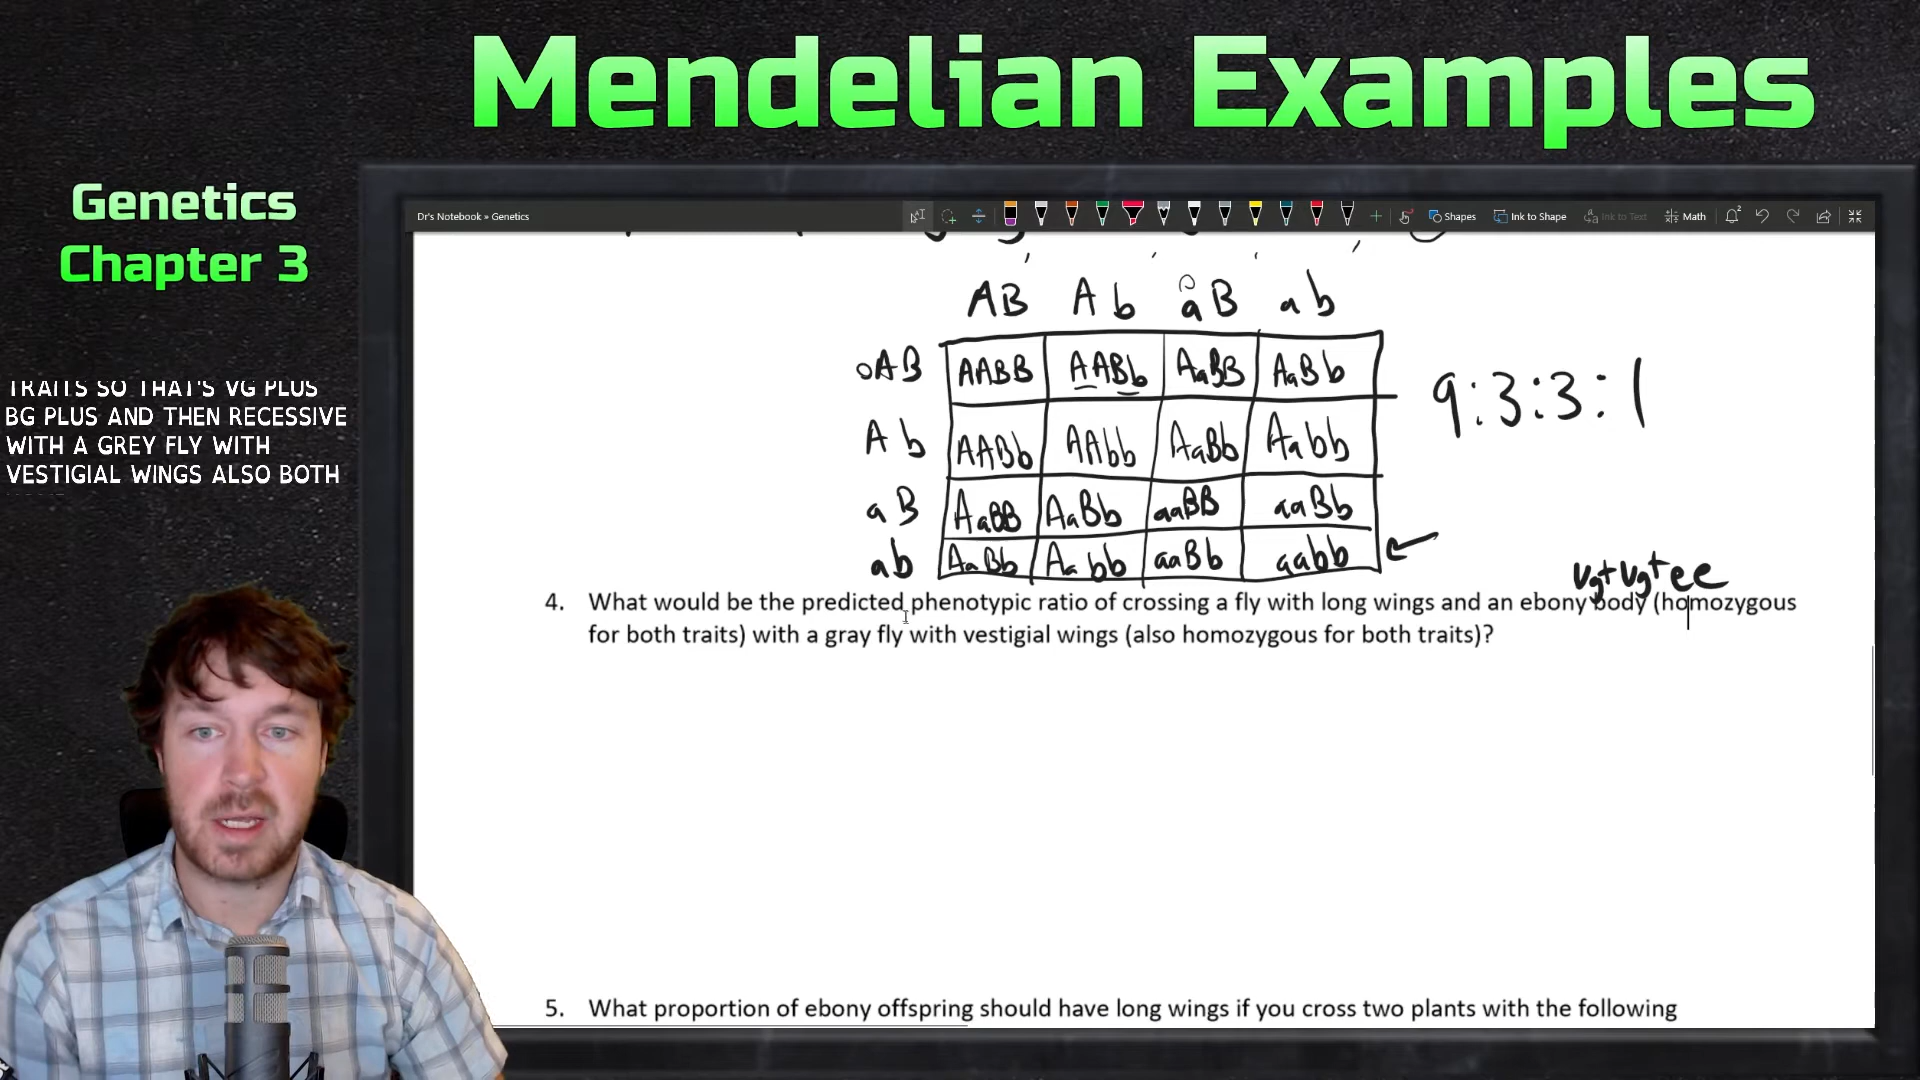 Mendelian Examples
Genetics
Chapter 3
TRAITS SO THAT'S VG PLUS
BG PLUS AND THEN RECESSIVE
WITH A GREY FLY WITH
VESTIGIAL WINGS ALSO BOTH
Dr's Notebook » Genetics
Shapes
Ink to Shape
Ink to Text
Math
AB Ab aB ab
AB AABB AABb AaBB AaBb
9:3:3:1
Ab AABb AAbb AaBb Aabb
aB AaBB AaBb aaBB aaBb
ab AaBb Aabb aaBb aabb
vg+ vg+ ee
4. What would be the predicted phenotypic ratio of crossing a fly with long wings and an ebony body (homozygous
for both traits) with a gray fly with vestigial wings (also homozygous for both traits)?
5. What proportion of ebony offspring should have long wings if you cross two plants with the following